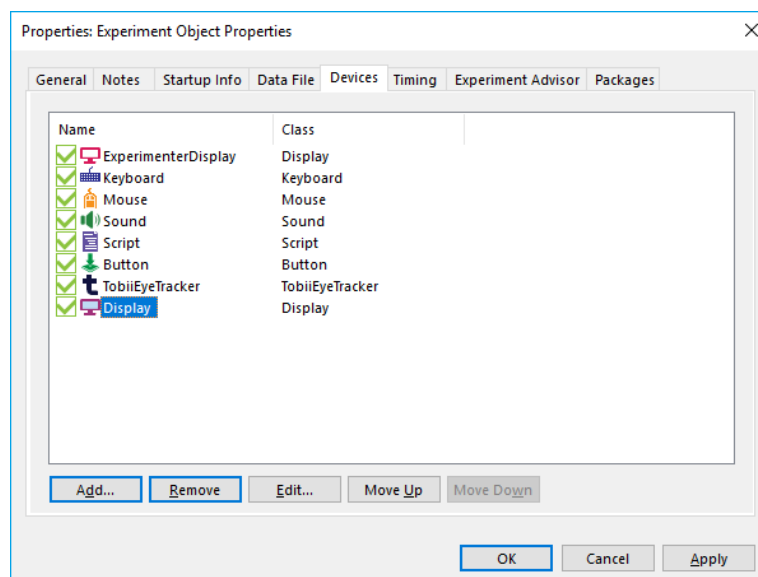 Properties: Experiment Object Properties
General Notes Startup Info Data File Devices Timing Experiment Advisor Packages
Name Class
ExperimenterDisplay Display
Keyboard Keyboard
Mouse Mouse
Sound Sound
Script Script
Button Button
TobiiEyeTracker TobiiEyeTracker
Display Display
Add... Remove Edit... Move Up Move Down
OK Cancel Apply